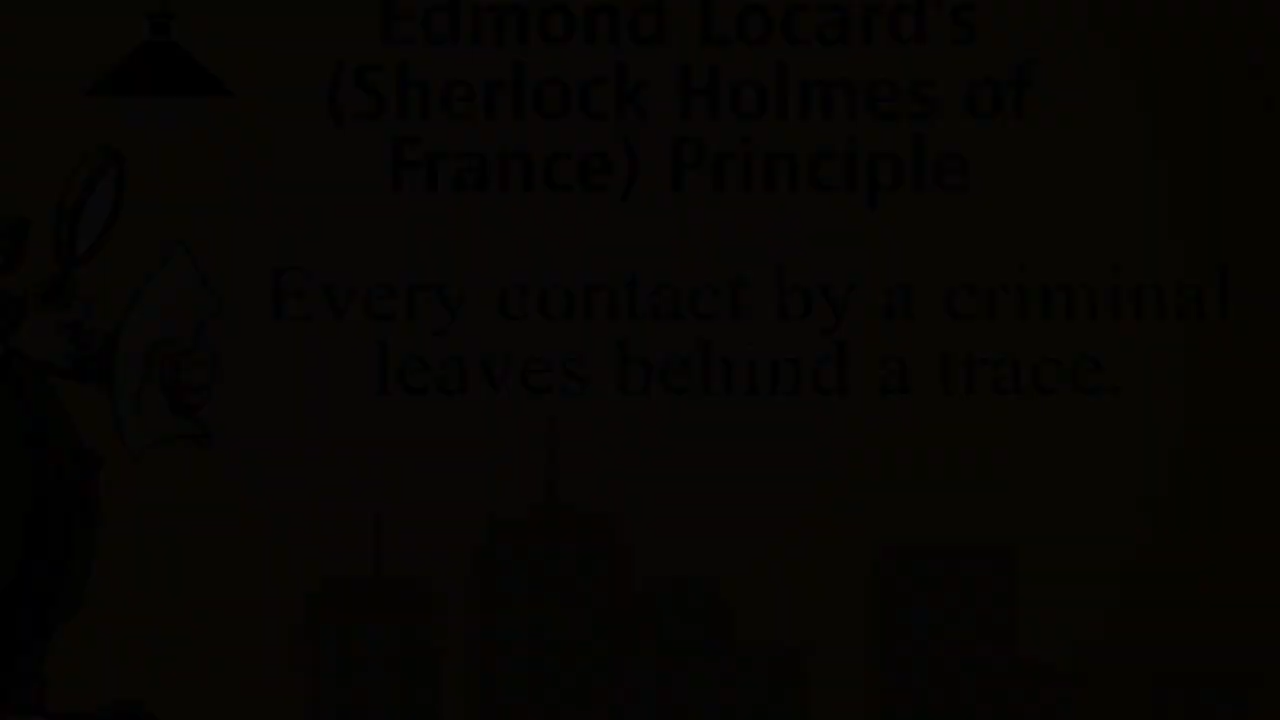 Edmond Locard's
(Sherlock Holmes of
France) Principle
Every contact by a criminal
leaves behind a trace.